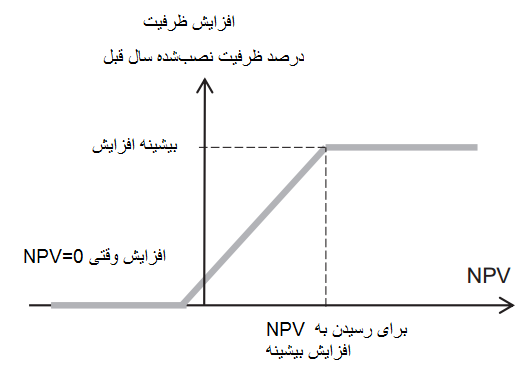 افزایش ظرفیت
درصد ظرفیت نصب‌شده سال قبل
بیشینه افزایش
افزایش وقتی NPV=0
NPV
NPV برای رسیدن به
افزایش بیشینه